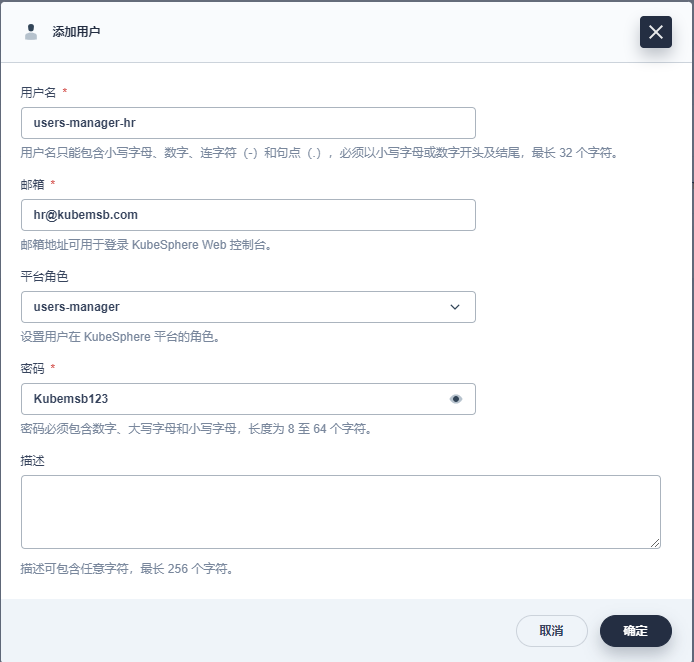 添加用户
用户名 *
users-manager-hr
用户名只能包含小写字母、数字、连字符（-）和句点（.），必须以小写字母或数字开头及结尾，最长 32 个字符。
邮箱 *
hr@kubemsb.com
邮箱地址可用于登录 KubeSphere Web 控制台。
平台角色
users-manager
设置用户在 KubeSphere 平台的角色。
密码 *
Kubemsb123
密码必须包含数字、大写字母和小写字母，长度为 8 至 64 个字符。
描述
描述可包含任意字符，最长 256 个字符。
取消 确定